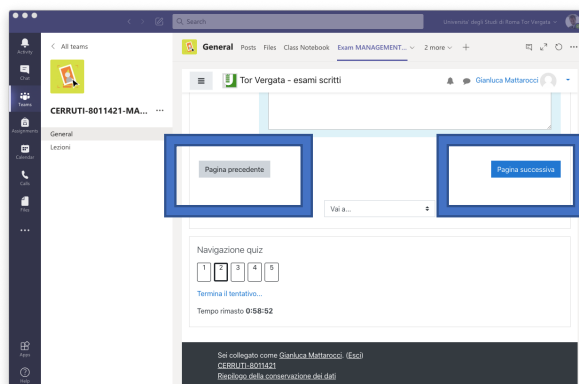 Search
Universita' degli Studi di Roma Tor Vergata
Activity
Chat
Teams
Assignments
Calendar
Calls
Files
Apps
Help
All teams
CERRUTI-8011421-MA...
General
Lezioni
General Posts Files Class Notebook Exam MANAGEMENT... 2 more
Tor Vergata - esami scritti
Gianluca Mattarocci
Pagina precedente
Pagina successiva
Vai a...
Navigazione quiz
1 2 3 4 5
Termina il tentativo...
Tempo rimasto 0:58:52
Sei collegato come Gianluca Mattarocci. (Esci)
CERRUTI-8011421
Riepilogo della conservazione dei dati